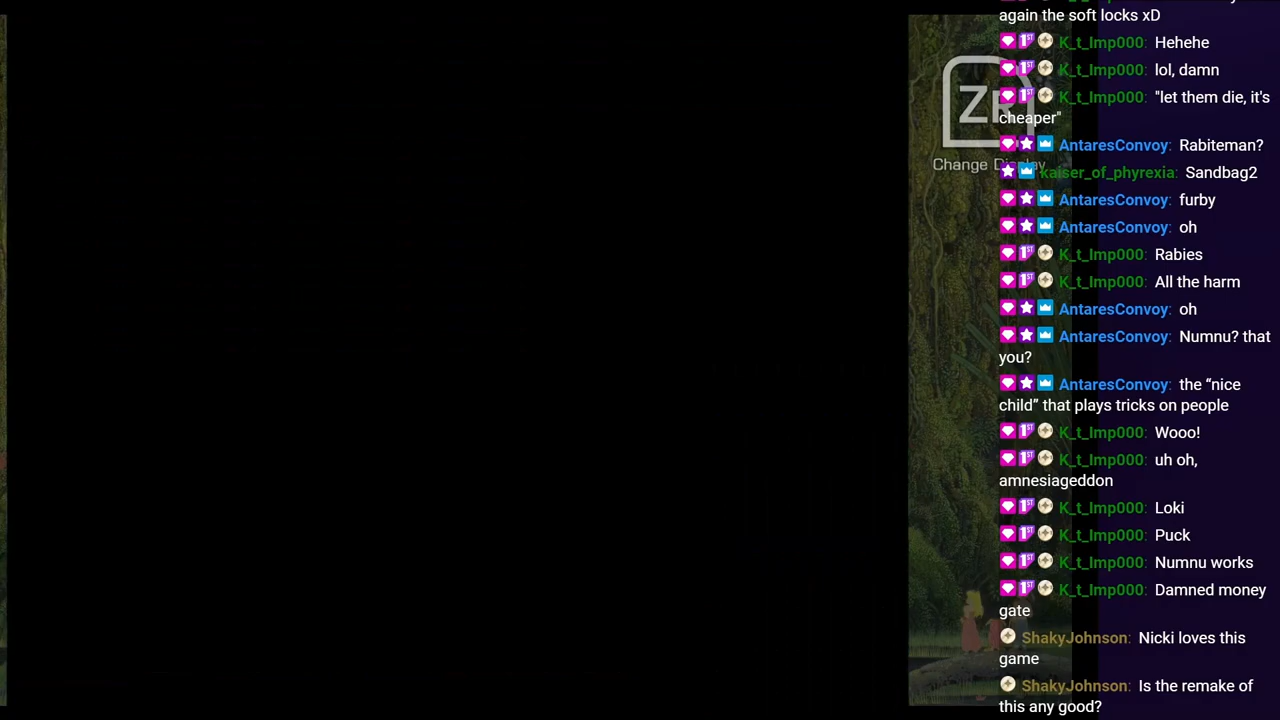 again the soft locks xD
K_t_Imp000: Hehehe
K_t_Imp000: lol, damn
K_t_Imp000: "let them die, it's
cheaper"
AntaresConvoy: Rabiteman?
kaiser_of_phyrexia: Sandbag2
AntaresConvoy: furby
AntaresConvoy: oh
K_t_Imp000: Rabies
K_t_Imp000: All the harm
AntaresConvoy: oh
AntaresConvoy: Numnu? that
you?
AntaresConvoy: the “nice
child” that plays tricks on people
K_t_Imp000: Wooo!
K_t_Imp000: uh oh,
amnesiageddon
K_t_Imp000: Loki
K_t_Imp000: Puck
K_t_Imp000: Numnu works
K_t_Imp000: Damned money
gate
ShakyJohnson: Nicki loves this
game
ShakyJohnson: Is the remake of
this any good?
ZR
Change Display